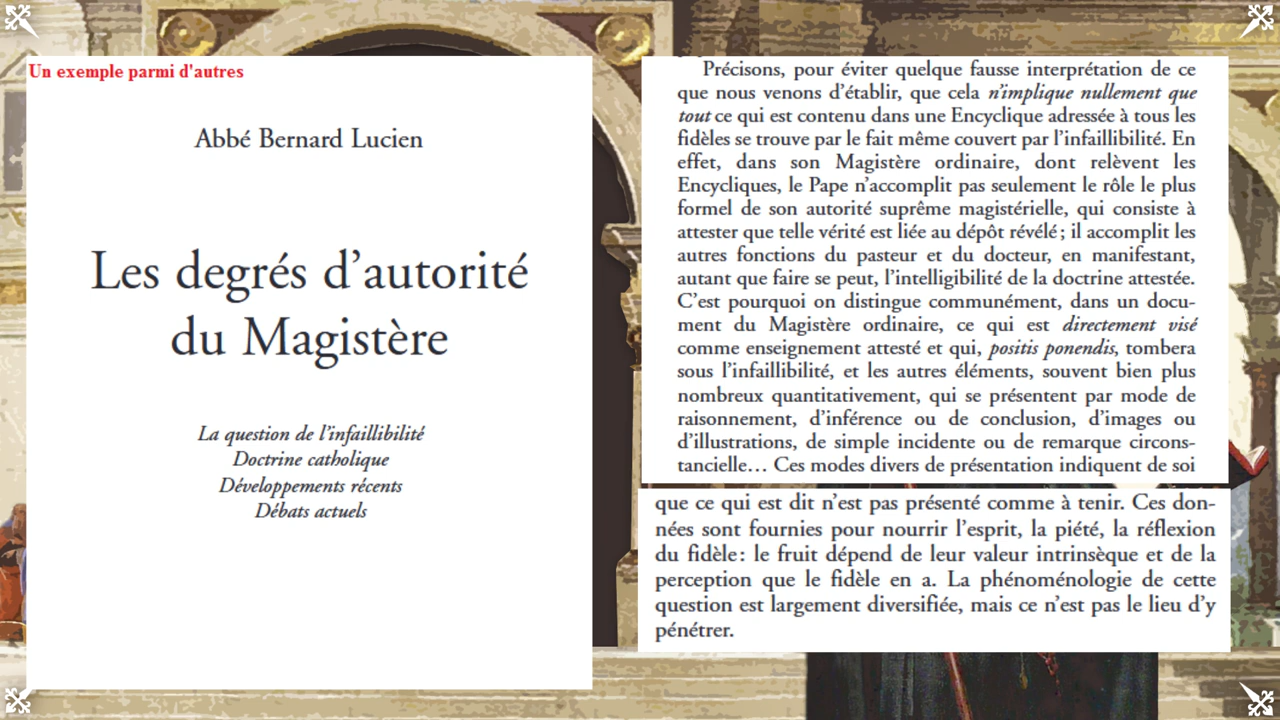 Un exemple parmi d'autres
Abbé Bernard Lucien
Les degrés d'autorité
du Magistère
La question de l'infaillibilité
Doctrine catholique
Développements récents
Débats actuels
Précisons, pour éviter quelque fausse interprétation de ce
que nous venons d'établir, que cela n'implique nullement que
tout ce qui est contenu dans une Encyclique adressée à tous les
fidèles se trouve par le fait même couvert par l'infaillibilité. En
effet, dans son Magistère ordinaire, dont relèvent les
Encycliques, le Pape n'accomplit pas seulement le rôle le plus
formel de son autorité suprême magistérielle, qui consiste à
attester que telle vérité est liée au dépôt révélé ; il accomplit les
autres fonctions du pasteur et du docteur, en manifestant,
autant que faire se peut, l'intelligibilité de la doctrine attestée.
C'est pourquoi on distingue communément, dans un docu-
ment du Magistère ordinaire, ce qui est directement visé
comme enseignement attesté et qui, positis ponendis, tombera
sous l'infaillibilité, et les autres éléments, souvent bien plus
nombreux quantitativement, qui se présentent par mode de
raisonnement, d'inférence ou de conclusion, d'images ou
d'illustrations, de simple incidente ou de remarque circons-
tancielle… Ces modes divers de présentation indiquent de soi
que ce qui est dit n'est pas présenté comme à tenir. Ces don-
nées sont fournies pour nourrir l'esprit, la piété, la réflexion
du fidèle : le fruit dépend de leur valeur intrinsèque et de la
perception que le fidèle en a. La phénoménologie de cette
question est largement diversifiée, mais ce n'est pas le lieu d'y
pénétrer.